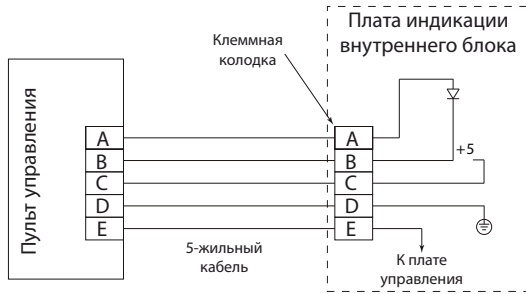 Плата индикации
внутреннего блока
Клеммная
колодка
Пульт управления
A
B
C
D
E
A
B
C
D
E
+5
5-жильный
кабель
К плате
управления